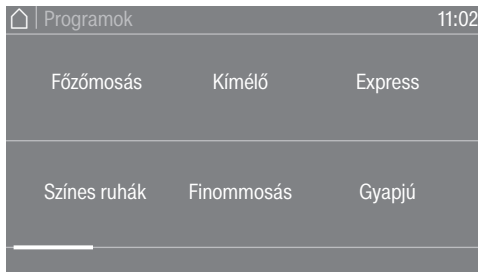 Programok 11:02
Főzőmosás Kímélő Express
Színes ruhák Finommosás Gyapjú